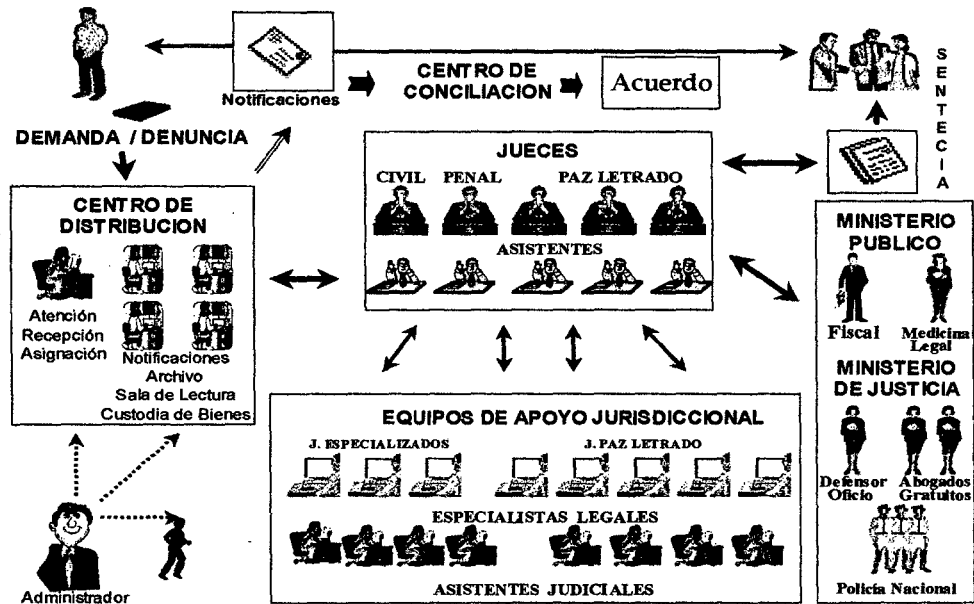 Notificaciones
CENTRO DE
CONCILIACION
Acuerdo
SENTECIA
DEMANDA / DENUNCIA
CENTRO DE
DISTRIBUCION
Atención
Recepción
Asignación
Notificaciones
Archivo
Sala de Lectura
Custodia de Bienes
JUECES
CIVIL PENAL PAZ LETRADO
ASISTENTES
MINISTERIO
PUBLICO
Fiscal
Medicina
Legal
MINISTERIO
DE JUSTICIA
Defensor
Oficio
Abogados
Gratuitos
Policía Nacional
EQUIPOS DE APOYO JURISDICCIONAL
J. ESPECIALIZADOS J. PAZ LETRADO
ESPECIALISTAS LEGALES
ASISTENTES JUDICIALES
Administrador